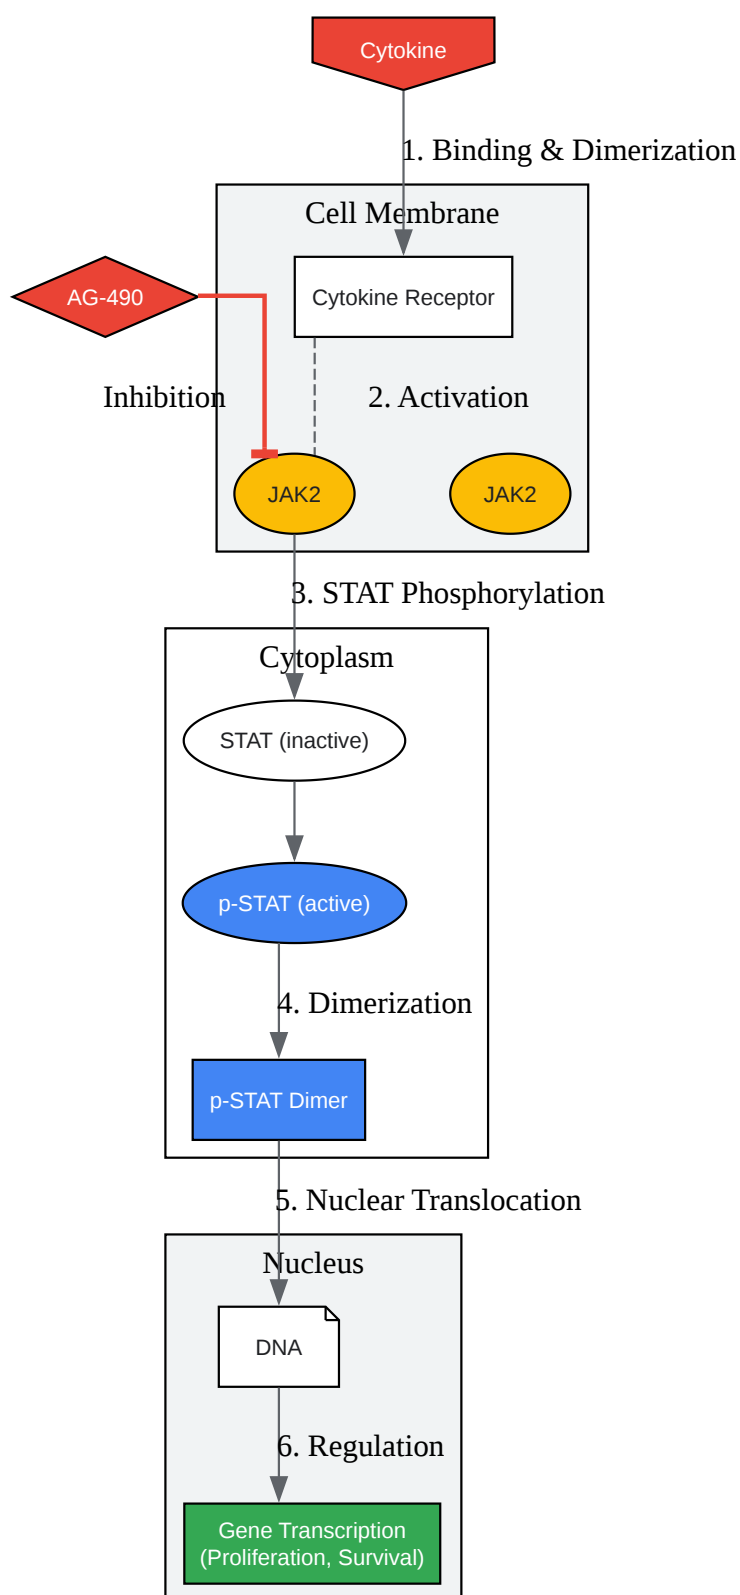 Cytokine
1. Binding & Dimerization
Cell Membrane
AG-490
Cytokine Receptor
Inhibition
2. Activation
JAK2
JAK2
3. STAT Phosphorylation
Cytoplasm
STAT (inactive)
p-STAT (active)
4. Dimerization
p-STAT Dimer
5. Nuclear Translocation
Nucleus
DNA
6. Regulation
Gene Transcription
(Proliferation, Survival)